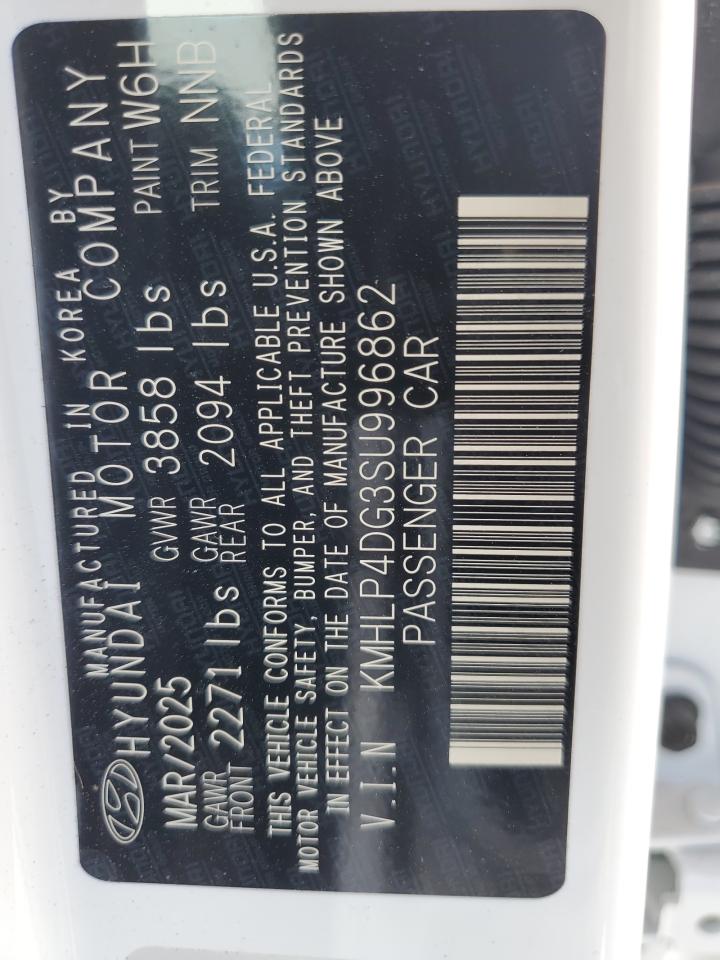 MANUFACTURED IN KOREA BY
HYUNDAI MOTOR COMPANY
MAR/2025 GVWR 3858 lbs PAINT W6H
GAWR FRONT 2271 lbs GAWR REAR 2094 lbs TRIM NNB
THIS VEHICLE CONFORMS TO ALL APPLICABLE U.S.A. FEDERAL
MOTOR VEHICLE SAFETY, BUMPER, AND THEFT PREVENTION STANDARDS
IN EFFECT ON THE DATE OF MANUFACTURE SHOWN ABOVE
V.I.N KMHLP4DG3SU996862
PASSENGER CAR